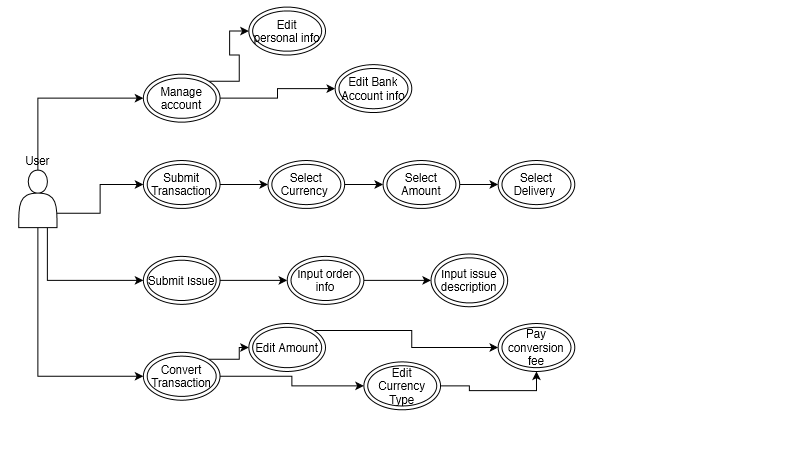 Edit
personal info
Manage
account
Edit Bank
Account info
User
Submit
Transaction
Select
Currency
Select
Amount
Select
Delivery
Submit Issue
Input order
info
Input issue
description
Edit Amount
Pay
conversion
fee
Convert
Transaction
Edit
Currency
Type